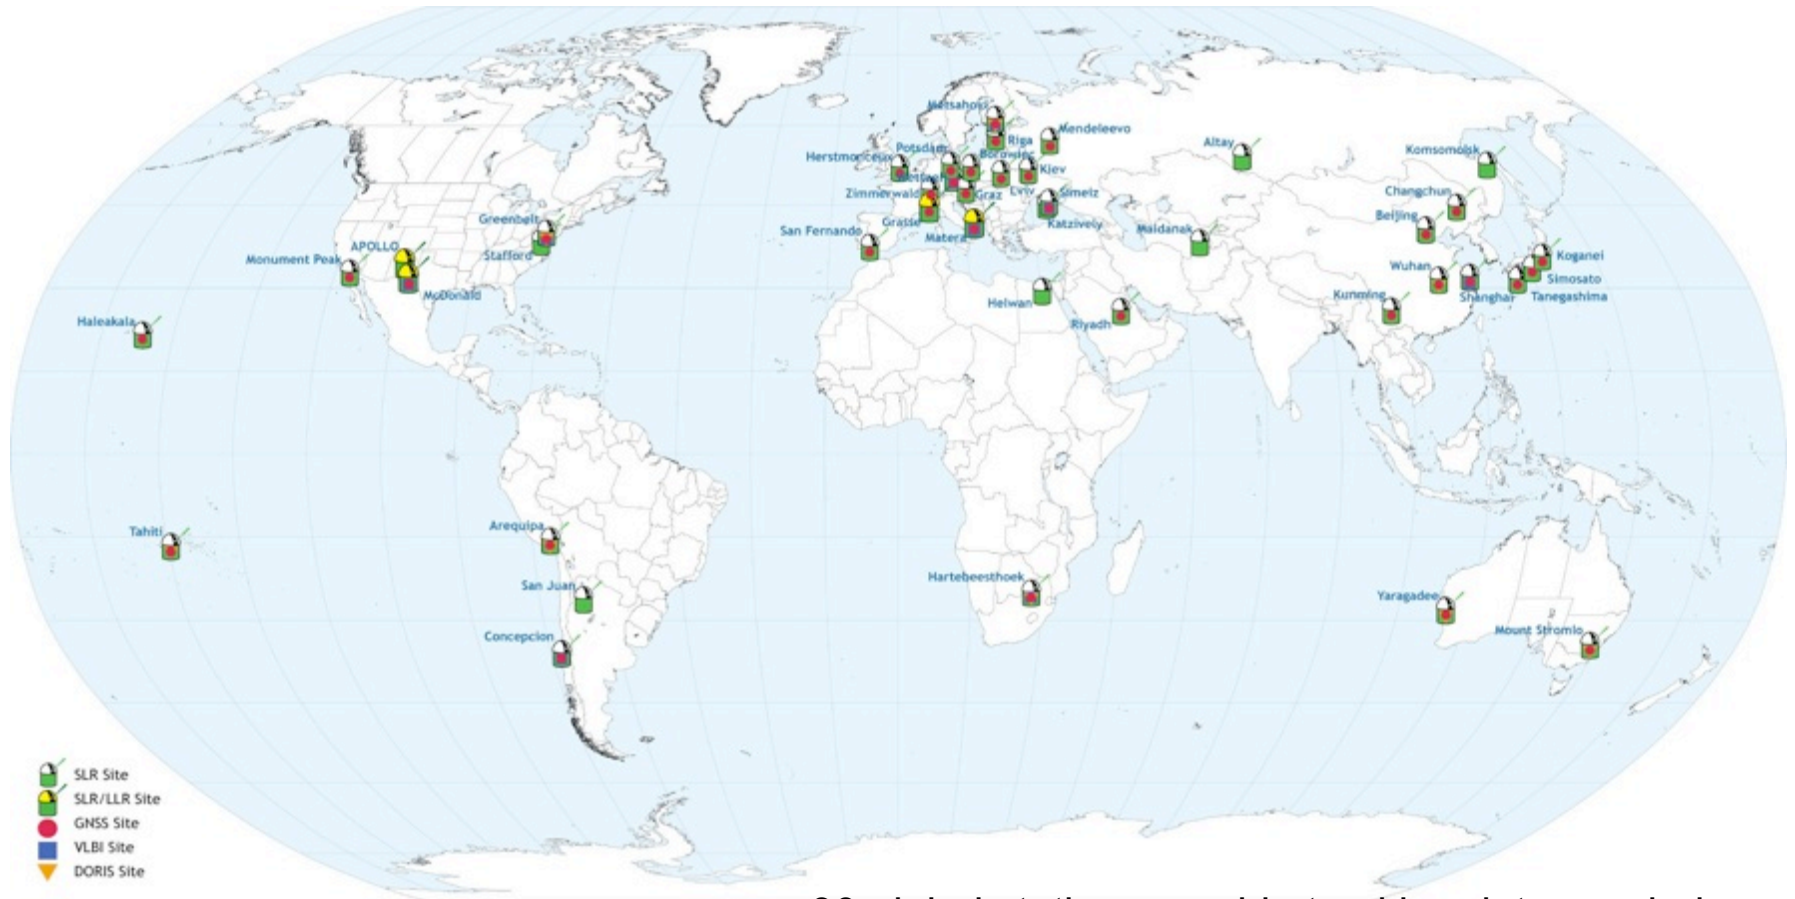 Metsahovi
Mendeleevo
Riga
Altay
Potsdam
Komsomolsk
Herstmonceux
Borowiec
Kiev
Zimmerwald
Graz
Lviv
Simeiz
Changchun
Greenbelt
Grasse
Katzively
Beijing
San Fernando
Matera
Maidanak
APOLLO
Stafford
Koganei
Monument Peak
Wuhan
Simosato
McDonald
Helwan
Kunming
Shanghai
Tanegashima
Haleakala
Riyadh
Tahiti
Arequipa
San Juan
Hartebeesthoek
Yaragadee
Concepcion
Mount Stromlo
SLR Site
SLR/LLR Site
GNSS Site
VLBI Site
DORIS Site